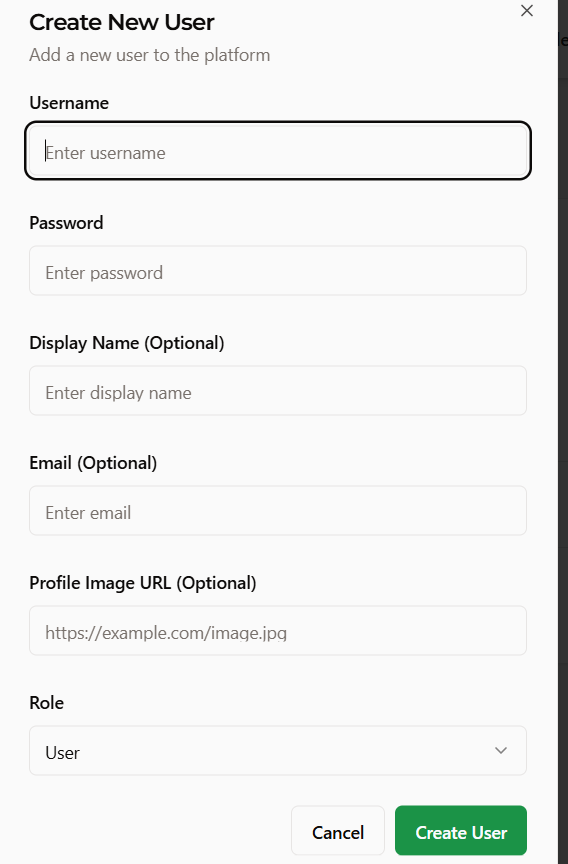 Create New User
Add a new user to the platform
Username
Enter username
Password
Enter password
Display Name (Optional)
Enter display name
Email (Optional)
Enter email
Profile Image URL (Optional)
https://example.com/image.jpg
Role
User
Cancel
Create User